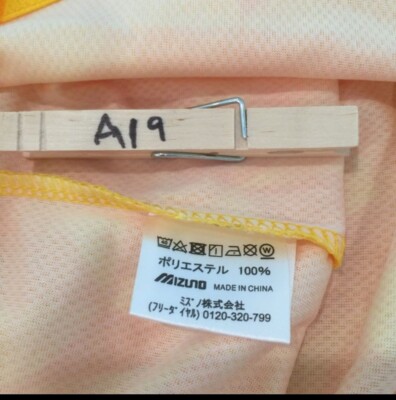 A19
ポリエステル 100%
MIZUNO MADE IN CHINA
ミズノ株式会社
(フリーダイヤル) 0120-320-799